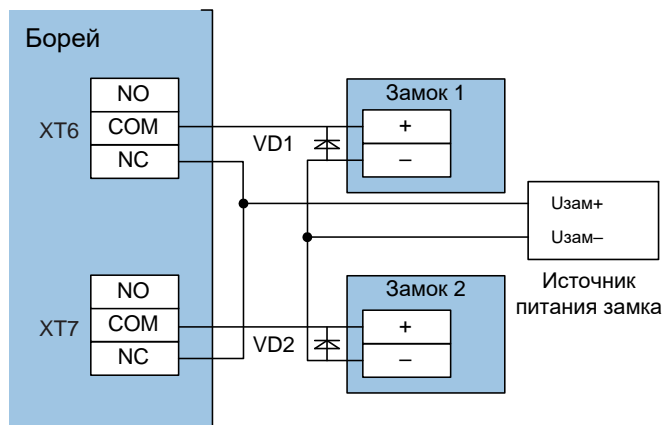 Борей
XT6
NO
COM
NC
VD1
Замок 1
+
–
Uзам+
Uзам–
Источник
питания замка
XT7
NO
COM
NC
VD2
Замок 2
+
–